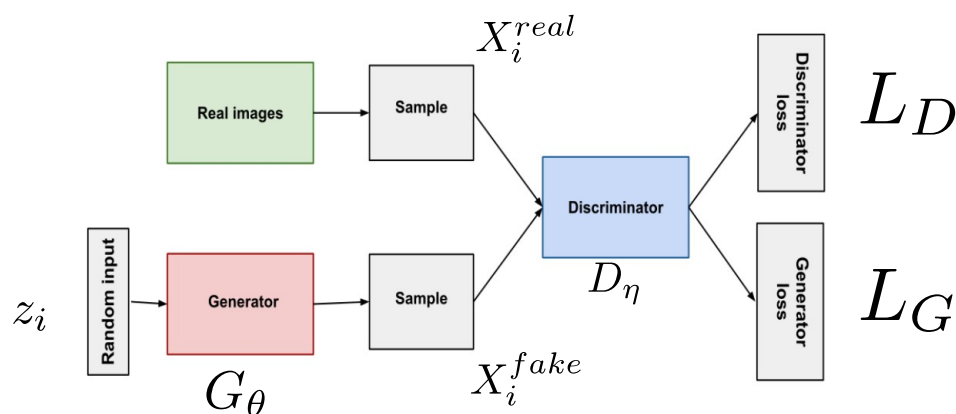 X_i^{real}
Real images
Sample
Discriminator
loss
L_D
Discriminator
D_η
z_i
Random input
Generator
G_θ
Sample
X_i^{fake}
Generator
loss
L_G